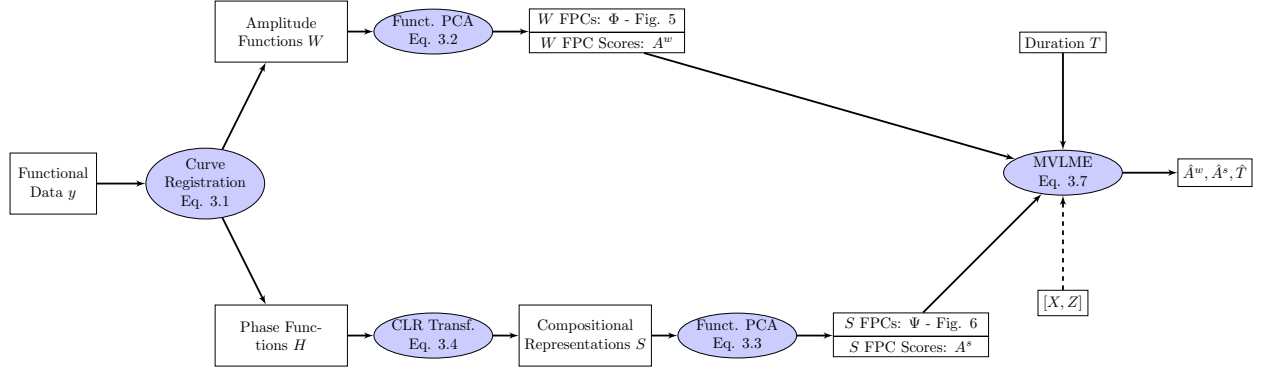 Functional
Data y
Curve
Registration
Eq. 3.1
Amplitude
Functions W
Funct. PCA
Eq. 3.2
W FPCs: Φ - Fig. 5
W FPC Scores: A^w
Phase Func-
tions H
CLR Transf.
Eq. 3.4
Compositional
Representations S
Funct. PCA
Eq. 3.3
S FPCs: Ψ - Fig. 6
S FPC Scores: A^s
Duration T
MVLME
Eq. 3.7
[X, Z]
Â^w, Â^s, T̂